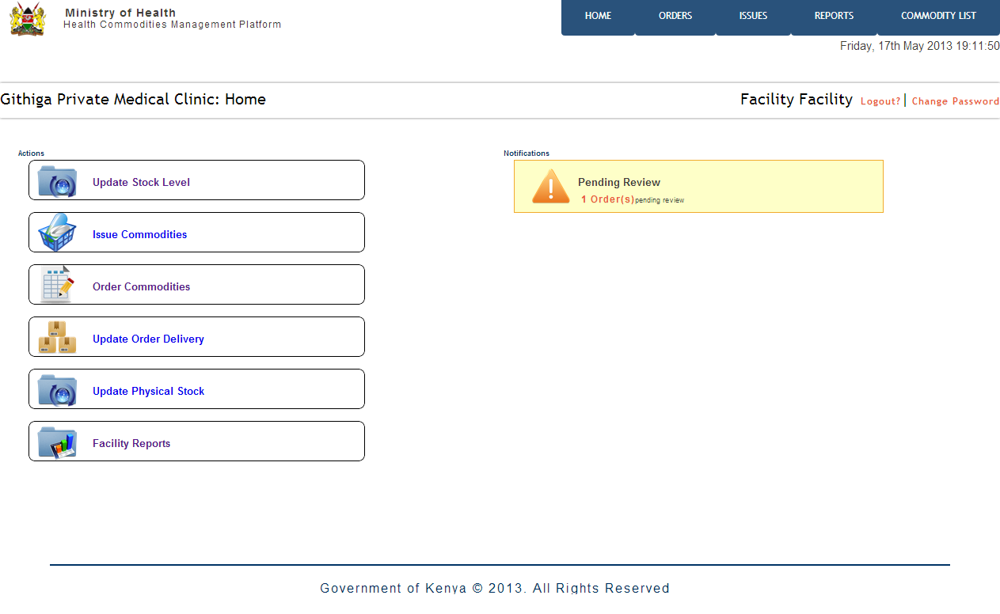 Ministry of Health
Health Commodities Management Platform
HOME
ORDERS
ISSUES
REPORTS
COMMODITY LIST
Friday, 17th May 2013 19:11:50
Githiga Private Medical Clinic: Home
Facility Facility Logout? | Change Password
Actions
Update Stock Level
Issue Commodities
Order Commodities
Update Order Delivery
Update Physical Stock
Facility Reports
Notifications
Pending Review
1 Order(s)pending review
Government of Kenya © 2013. All Rights Reserved